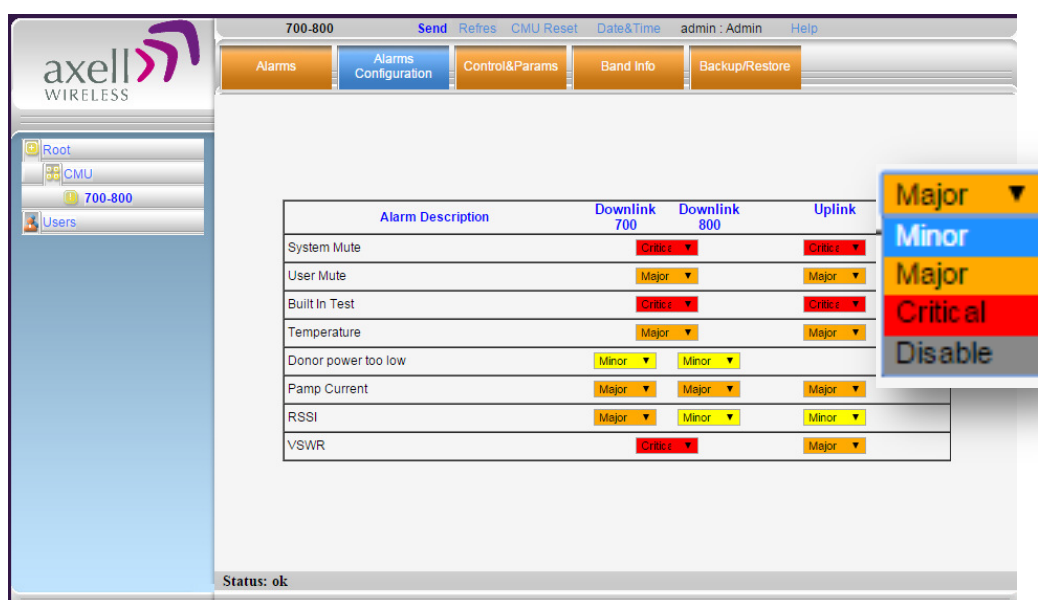 axell
WIRELESS
700-800 Send Refres CMU Reset Date&Time admin : Admin Help
Alarms Alarms Configuration Control&Params Band Info Backup/Restore
Root
CMU
700-800
Users
Alarm Description Downlink 700 Downlink 800 Uplink
System Mute Critica Critica
User Mute Major Major
Built In Test Critica Critica
Temperature Major Major
Donor power too low Minor Minor
Pamp Current Major Major Major
RSSI Major Minor Minor
VSWR Critica Major
Major
Minor
Major
Critical
Disable
Status: ok